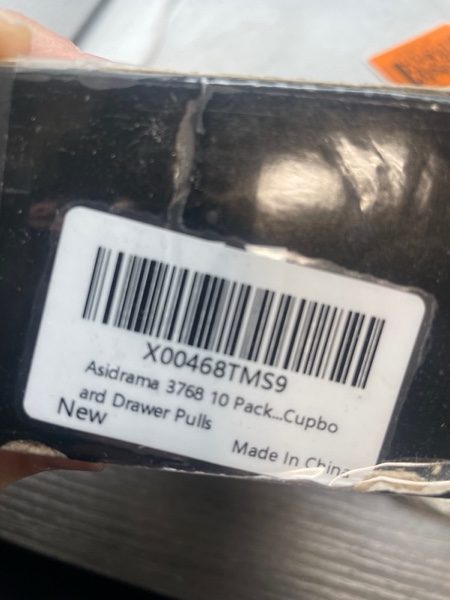 X00468TMS9
Asidrama 3768 10 Pack...Cupbo
ard Drawer Pulls
New
Made In China